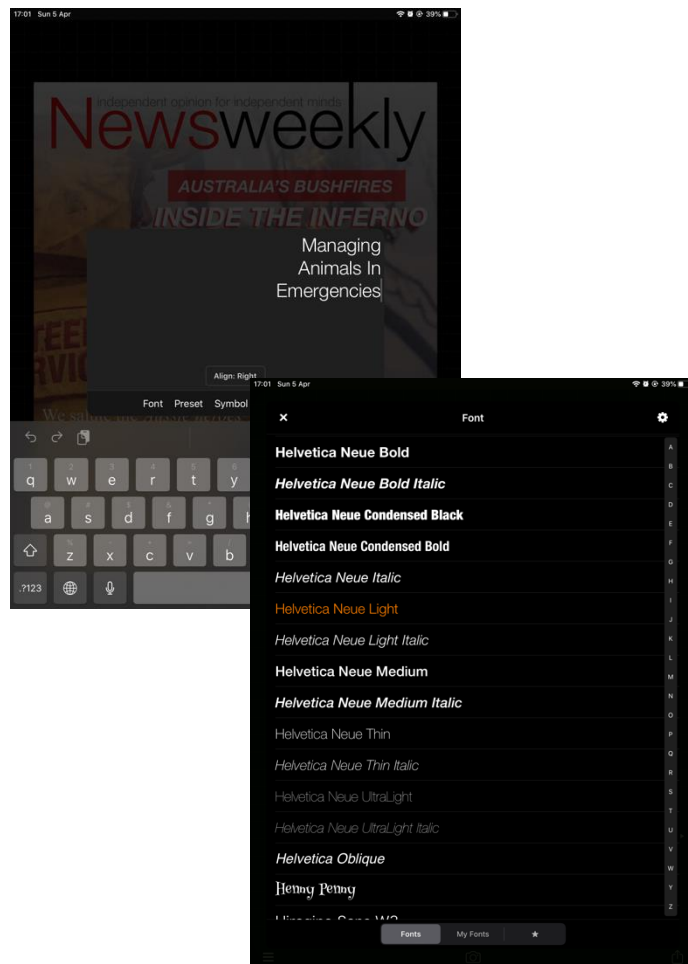 17:01 Sun 5 Apr
39%
independent opinion for independent minds
Newsweekly
AUSTRALIA'S BUSHFIRES
INSIDE THE INFERNO
Managing
Animals In
Emergencies
Align: Right
Font Preset Symbol
q w e r t y
a s d f g
z x c v b
.?123
17:01 Sun 5 Apr
39%
Font
Helvetica Neue Bold
Helvetica Neue Bold Italic
Helvetica Neue Condensed Black
Helvetica Neue Condensed Bold
Helvetica Neue Italic
Helvetica Neue Light
Helvetica Neue Light Italic
Helvetica Neue Medium
Helvetica Neue Medium Italic
Helvetica Neue Thin
Helvetica Neue Thin Italic
Helvetica Neue UltraLight
Helvetica Neue UltraLight Italic
Helvetica Oblique
Henny Penny
A
B
C
D
E
F
G
H
I
J
K
L
M
N
O
P
Q
R
S
T
U
V
W
Y
Z
Fonts My Fonts